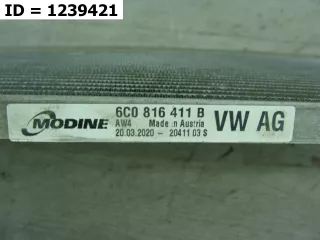 ID = 1239421
MODINE
6C0 816 411 B
AW4 Made in Austria
20.03.2020 - 20411 03 S
VW AG